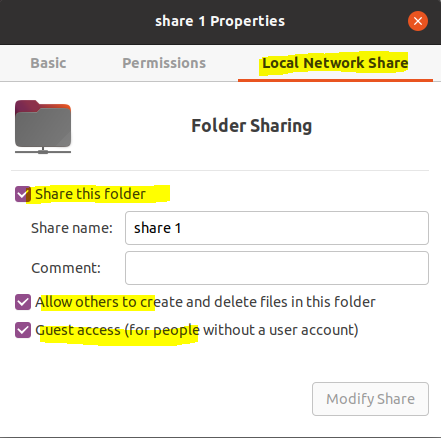 share 1 Properties
Basic Permissions Local Network Share
Folder Sharing
Share this folder
Share name: share 1
Comment:
Allow others to create and delete files in this folder
Guest access (for people without a user account)
Modify Share